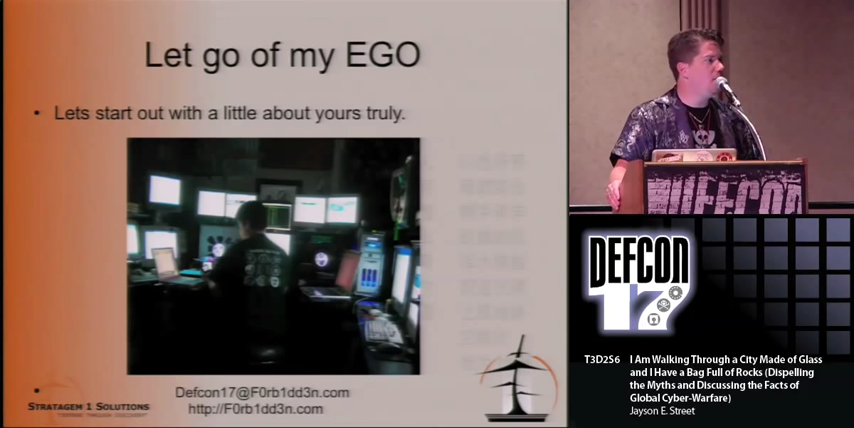 Let go of my EGO
• Lets start out with a little about yours truly.
Defcon17@F0rb1dd3n.com
http://F0rb1dd3n.com
STRATAGEM 1 SOLUTIONS
DEFCON
DEFCON
17
T3D2S6 I Am Walking Through a City Made of Glass
and I Have a Bag Full of Rocks (Dispelling
the Myths and Discussing the Facts of
Global Cyber-Warfare)
Jayson E. Street